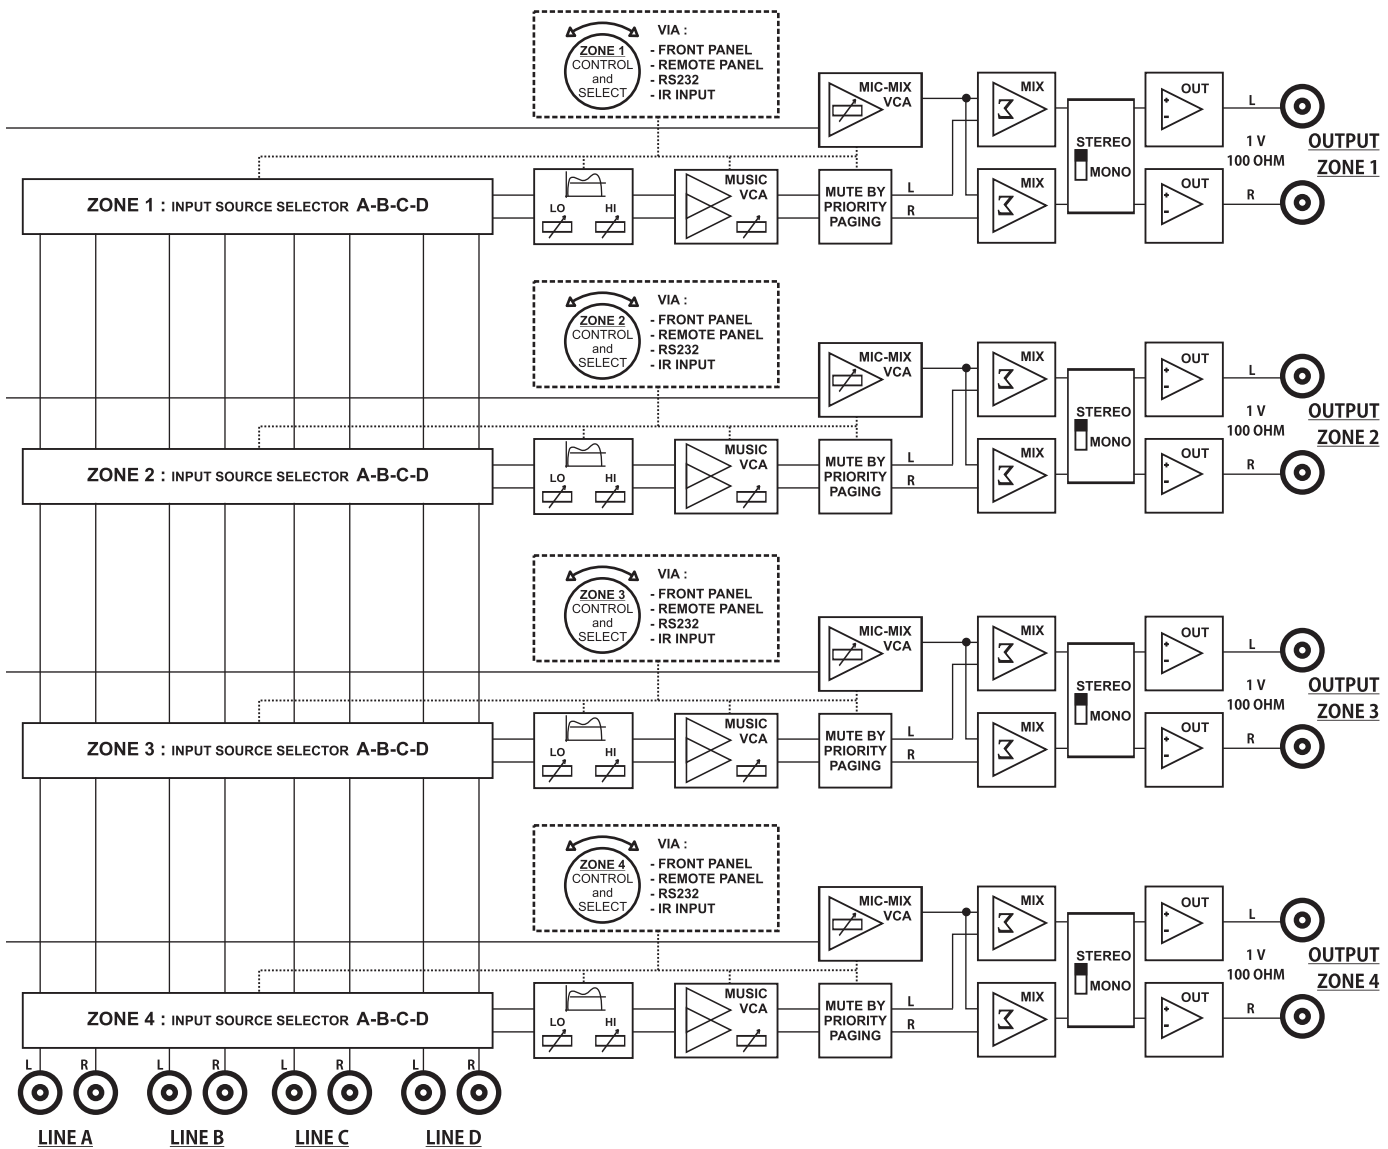 ZONE 1
CONTROL
and
SELECT
VIA :
- FRONT PANEL
- REMOTE PANEL
- RS232
- IR INPUT
MIC-MIX
VCA
MIX
OUT
L
STEREO
MONO
1 V
100 OHM
OUTPUT
ZONE 1
ZONE 1 : INPUT SOURCE SELECTOR A-B-C-D
LO
HI
MUSIC
VCA
MUTE BY
PRIORITY
PAGING
L
R
MIX
OUT
R
ZONE 2
CONTROL
and
SELECT
VIA :
- FRONT PANEL
- REMOTE PANEL
- RS232
- IR INPUT
MIC-MIX
VCA
MIX
OUT
L
STEREO
MONO
1 V
100 OHM
OUTPUT
ZONE 2
ZONE 2 : INPUT SOURCE SELECTOR A-B-C-D
LO
HI
MUSIC
VCA
MUTE BY
PRIORITY
PAGING
L
R
MIX
OUT
R
ZONE 3
CONTROL
and
SELECT
VIA :
- FRONT PANEL
- REMOTE PANEL
- RS232
- IR INPUT
MIC-MIX
VCA
MIX
OUT
L
STEREO
MONO
1 V
100 OHM
OUTPUT
ZONE 3
ZONE 3 : INPUT SOURCE SELECTOR A-B-C-D
LO
HI
MUSIC
VCA
MUTE BY
PRIORITY
PAGING
L
R
MIX
OUT
R
ZONE 4
CONTROL
and
SELECT
VIA :
- FRONT PANEL
- REMOTE PANEL
- RS232
- IR INPUT
MIC-MIX
VCA
MIX
OUT
L
STEREO
MONO
1 V
100 OHM
OUTPUT
ZONE 4
ZONE 4 : INPUT SOURCE SELECTOR A-B-C-D
LO
HI
MUSIC
VCA
MUTE BY
PRIORITY
PAGING
L
R
MIX
OUT
R
L R L R L R L R
LINE A LINE B LINE C LINE D